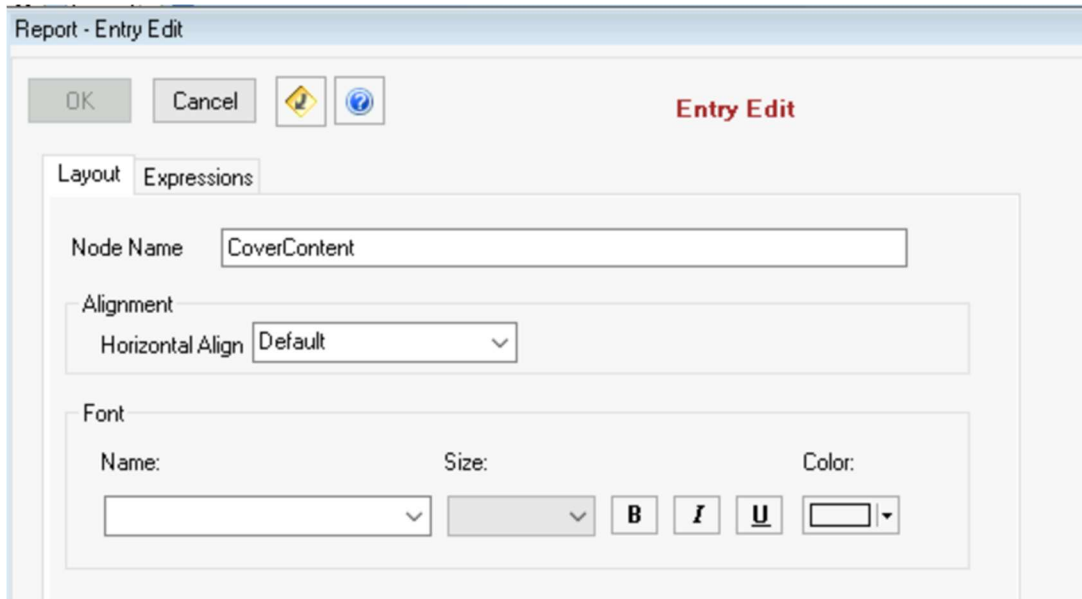 Report - Entry Edit
OK Cancel
Entry Edit
Layout Expressions
Node Name CoverContent
Alignment
Horizontal Align Default
Font
Name: Size: Color:
B I U